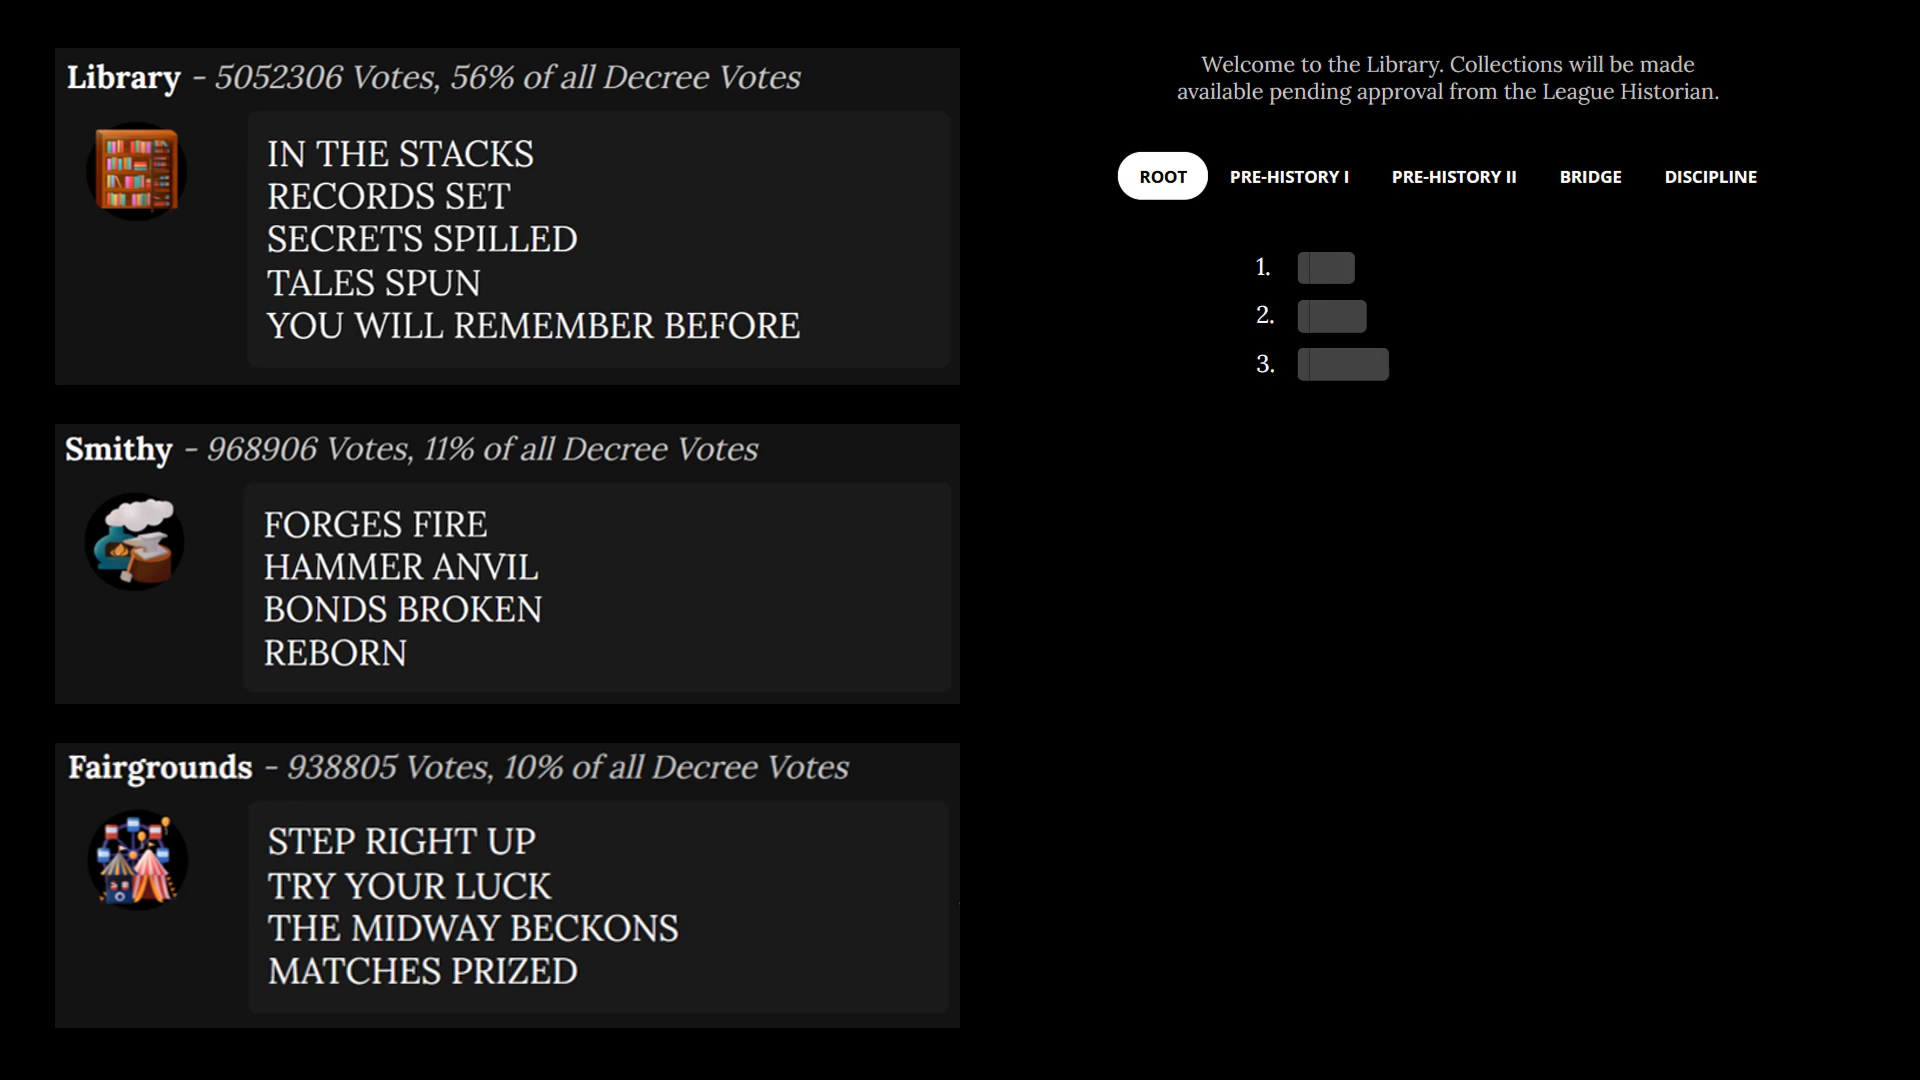 Library - 5052306 Votes, 56% of all Decree Votes
IN THE STACKS
RECORDS SET
SECRETS SPILLED
TALES SPUN
YOU WILL REMEMBER BEFORE
Smithy - 968906 Votes, 11% of all Decree Votes
FORGES FIRE
HAMMER ANVIL
BONDS BROKEN
REBORN
Fairgrounds - 938805 Votes, 10% of all Decree Votes
STEP RIGHT UP
TRY YOUR LUCK
THE MIDWAY BECKONS
MATCHES PRIZED
Welcome to the Library. Collections will be made
available pending approval from the League Historian.
ROOT PRE-HISTORY I PRE-HISTORY II BRIDGE DISCIPLINE
1.
2.
3.